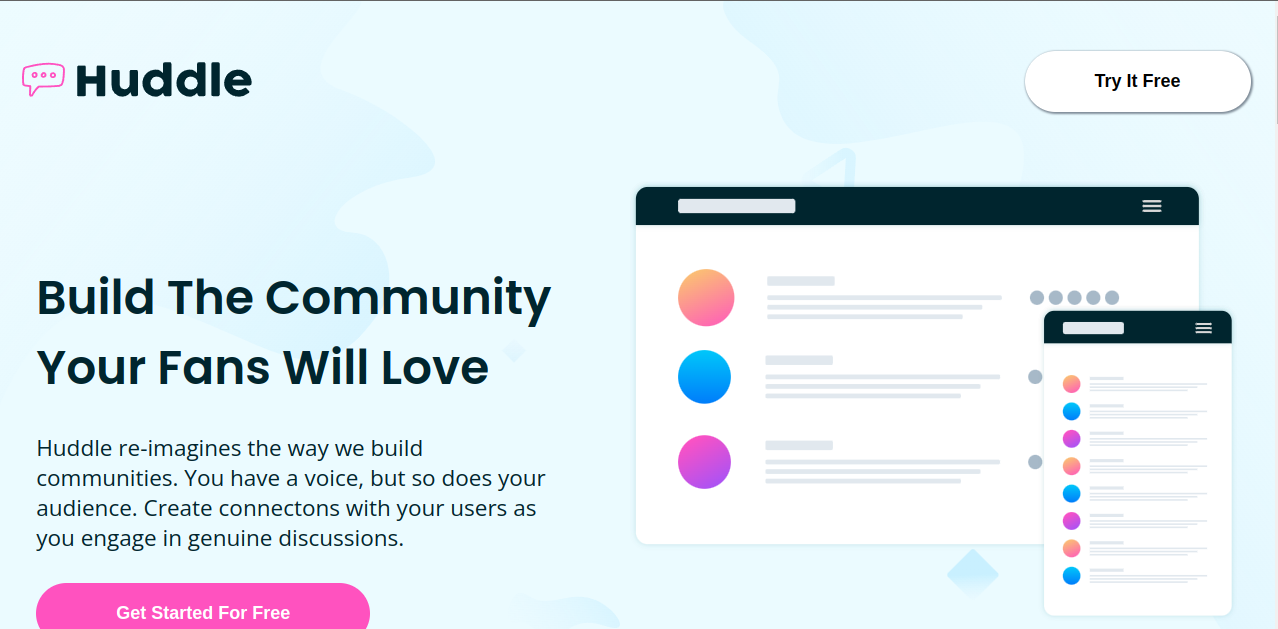 Huddle
Try It Free
Build The Community
Your Fans Will Love
Huddle re-imagines the way we build
communities. You have a voice, but so does your
audience. Create connectons with your users as
you engage in genuine discussions.
Get Started For Free